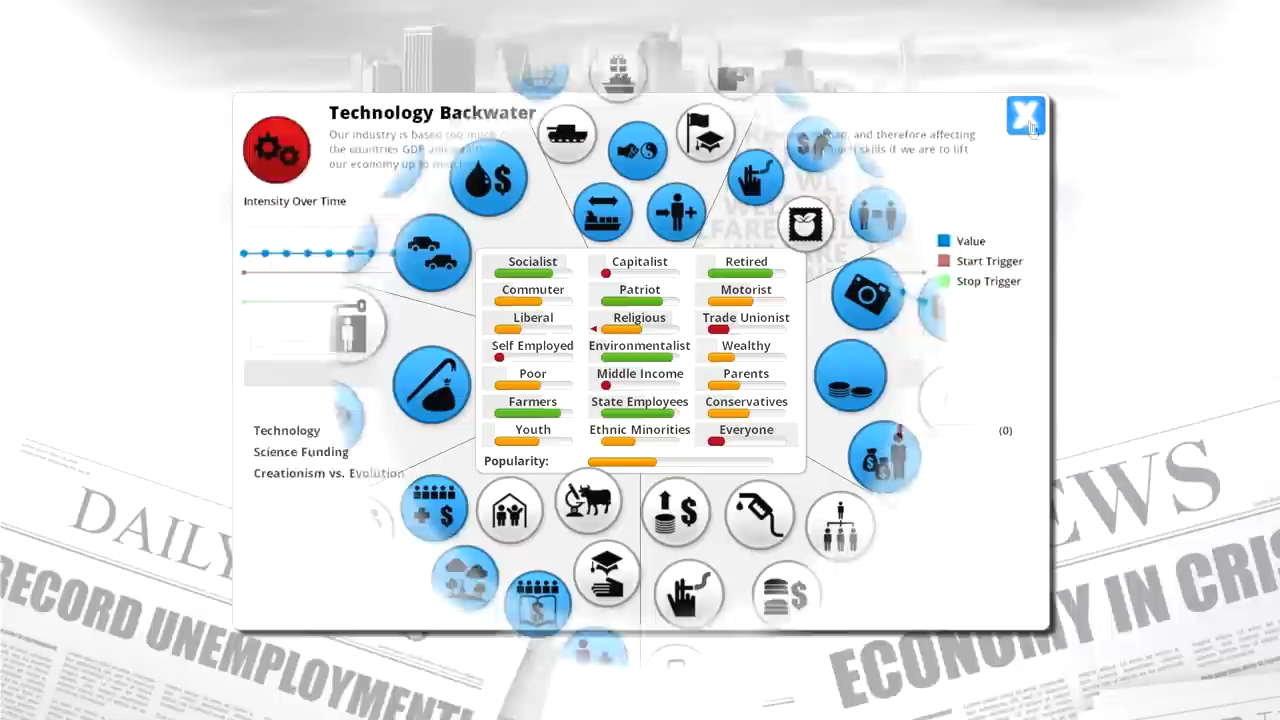 Technology Backwater
Our industry is based too much
and therefore affecting
the countries GDP and
skills if we are to lift
our economy up to
Intensity Over Time
WELFARE
Value
Start Trigger
Stop Trigger
Socialist Capitalist Retired
Commuter Patriot Motorist
Liberal Religious Trade Unionist
Self Employed Environmentalist Wealthy
Poor Middle Income Parents
Farmers State Employees Conservatives
Youth Ethnic Minorities Everyone
Popularity:
Technology
(0)
Science Funding
Creationism vs. Evolution
DAILY
NEWS
RECORD UNEMPLOYMENT
ECONOMY IN CRIS